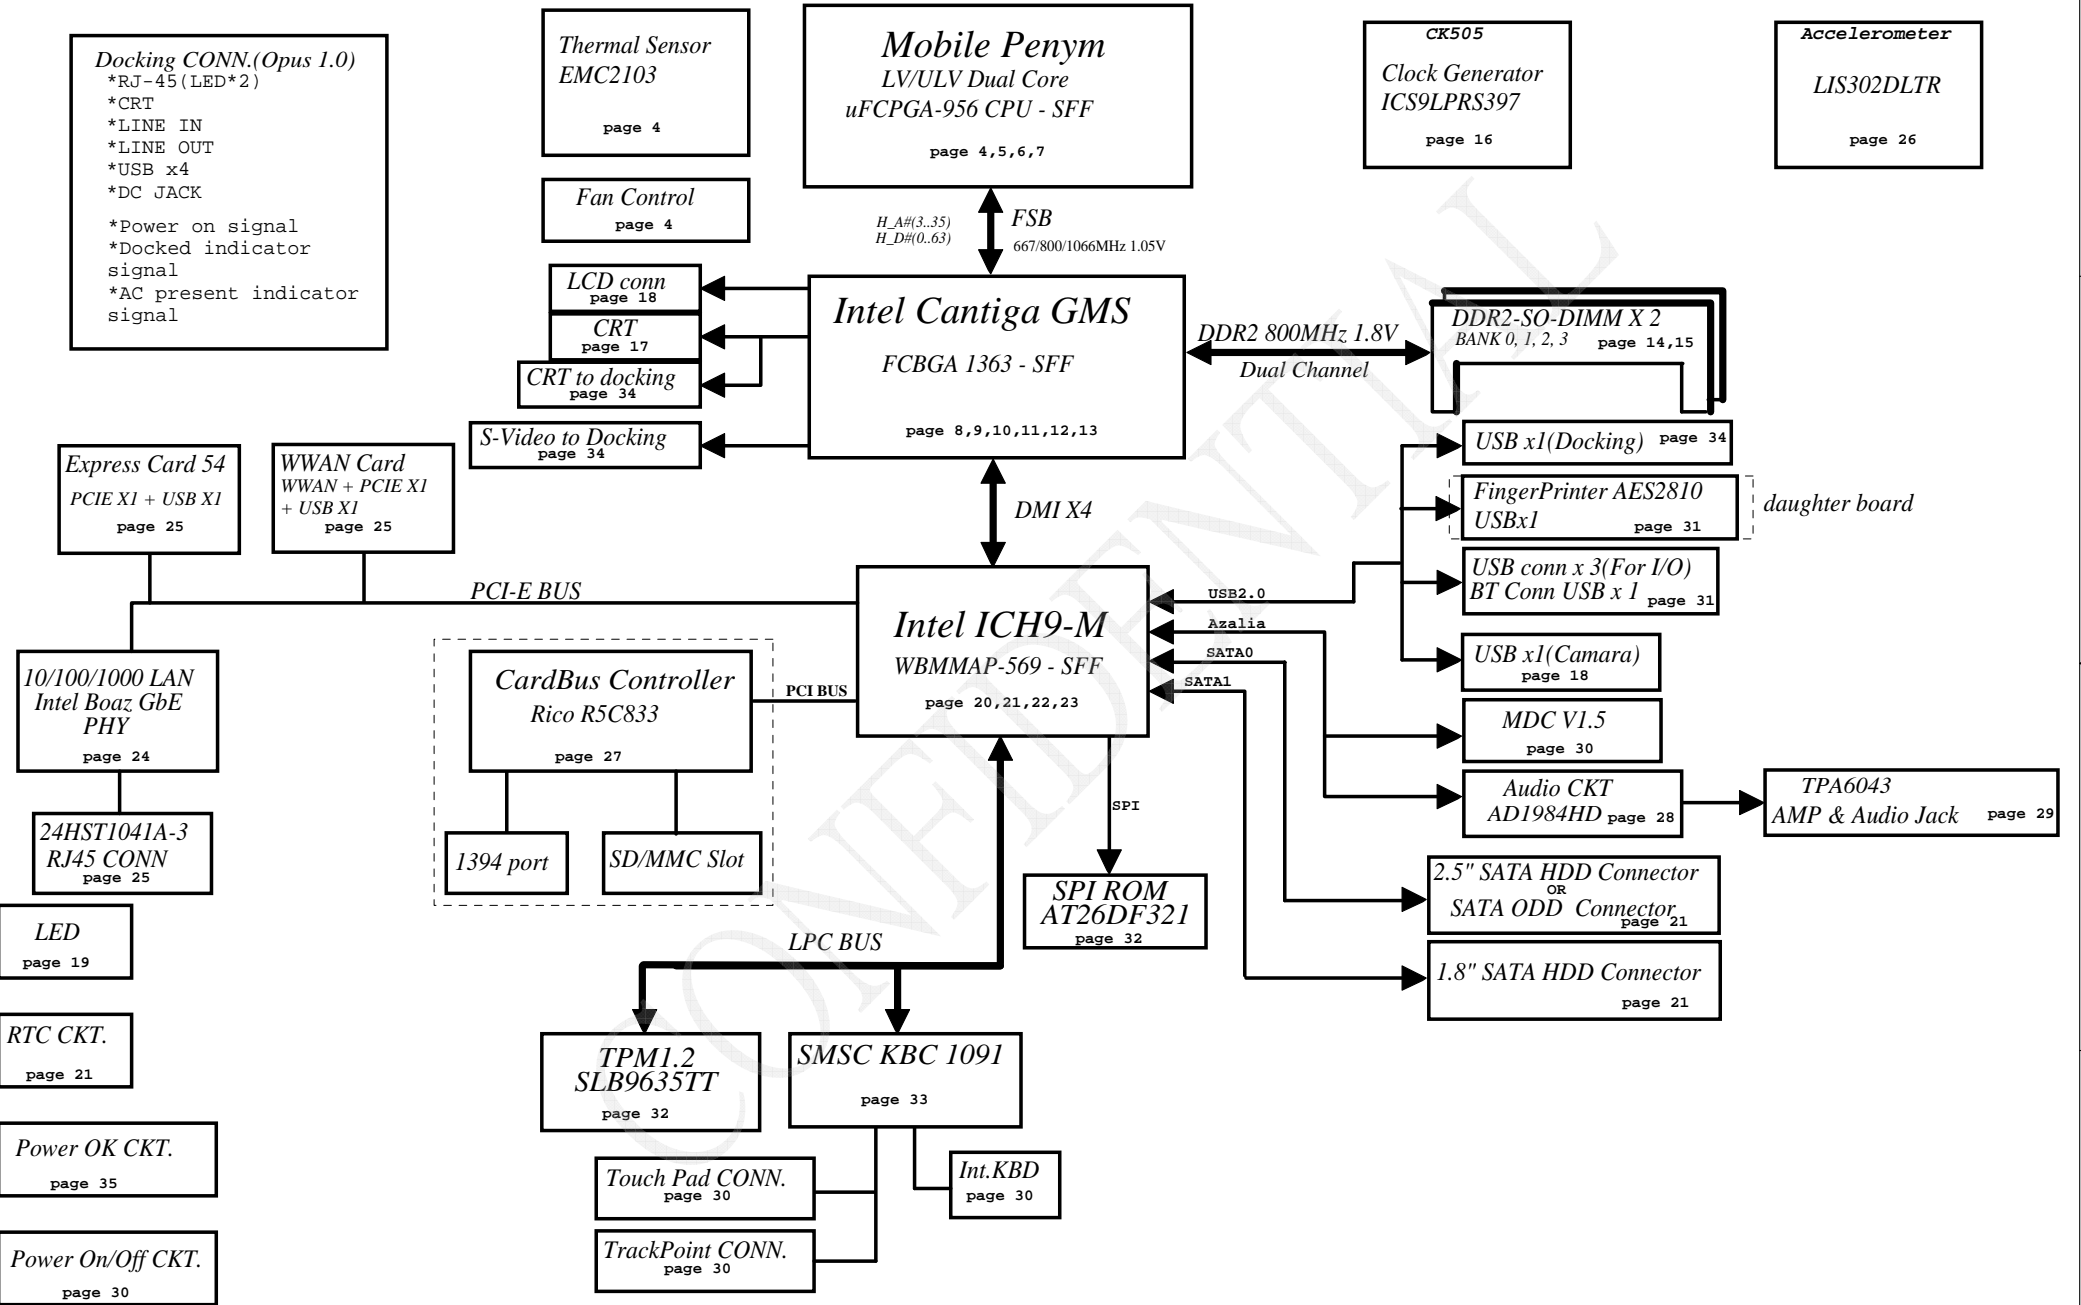 Docking CONN.(Opus 1.0)
*RJ-45(LED*2)
*CRT
*LINE IN
*LINE OUT
*USB x4
*DC JACK
*Power on signal
*Docked indicator
signal
*AC present indicator
signal
Thermal Sensor
EMC2103
page 4
Fan Control
page 4
Mobile Penym
LV/ULV Dual Core
uFCPGA-956 CPU - SFF
page 4,5,6,7
CK505
Clock Generator
ICS9LPRS397
page 16
Accelerometer
LIS302DLTR
page 26
H_A#(3..35)
H_D#(0..63)
FSB
667/800/1066MHz 1.05V
LCD conn
page 18
CRT
page 17
CRT to docking
page 34
S-Video to Docking
page 34
Intel Cantiga GMS
FCBGA 1363 - SFF
page 8,9,10,11,12,13
DDR2 800MHz 1.8V
Dual Channel
DDR2-SO-DIMM X 2
BANK 0, 1, 2, 3 page 14,15
Express Card 54
PCIE X1 + USB X1
page 25
WWAN Card
WWAN + PCIE X1
+ USB X1
page 25
DMI X4
USB x1(Docking) page 34
FingerPrinter AES2810
USBx1 page 31
daughter board
USB conn x 3(For I/O)
BT Conn USB x 1 page 31
USB x1(Camara)
page 18
PCI-E BUS
Intel ICH9-M
WBMMAP-569 - SFF
page 20,21,22,23
USB2.0
Azalia
SATA0
SATA1
10/100/1000 LAN
Intel Boaz GbE
PHY
page 24
CardBus Controller
Rico R5C833
page 27
PCI BUS
MDC V1.5
page 30
Audio CKT
AD1984HD page 28
TPA6043
AMP & Audio Jack page 29
24HST1041A-3
RJ45 CONN
page 25
1394 port
SD/MMC Slot
SPI
SPI ROM
AT26DF321
page 32
2.5" SATA HDD Connector
OR
SATA ODD Connector
page 21
1.8" SATA HDD Connector
page 21
LED
page 19
LPC BUS
RTC CKT.
page 21
TPM1.2
SLB9635TT
page 32
SMSC KBC 1091
page 33
Power OK CKT.
page 35
Touch Pad CONN.
page 30
Int.KBD
page 30
Power On/Off CKT.
page 30
TrackPoint CONN.
page 30
CONFIDENTIAL